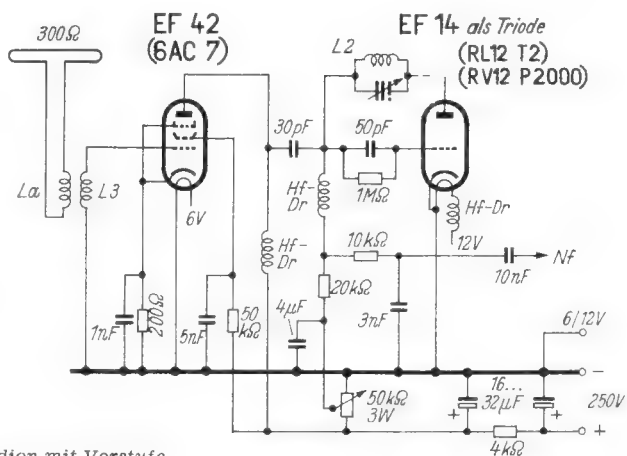 300Ω
EF 42
(6AC 7)
EF 14 als Triode
(RL12 T2)
(RV12 P2000)
L2
30pF
50pF
1MΩ
La
L3
6V
Hf-
Dr
Hf-
Dr
Hf-Dr
12V
10kΩ
10nF
Nf
20kΩ
4µF
3nF
1nF
200Ω
5nF
50
kΩ
6/12V
−
50kΩ
3W
16...
32µF
250V
+
+
4kΩ
+
dion mit Vorstufe